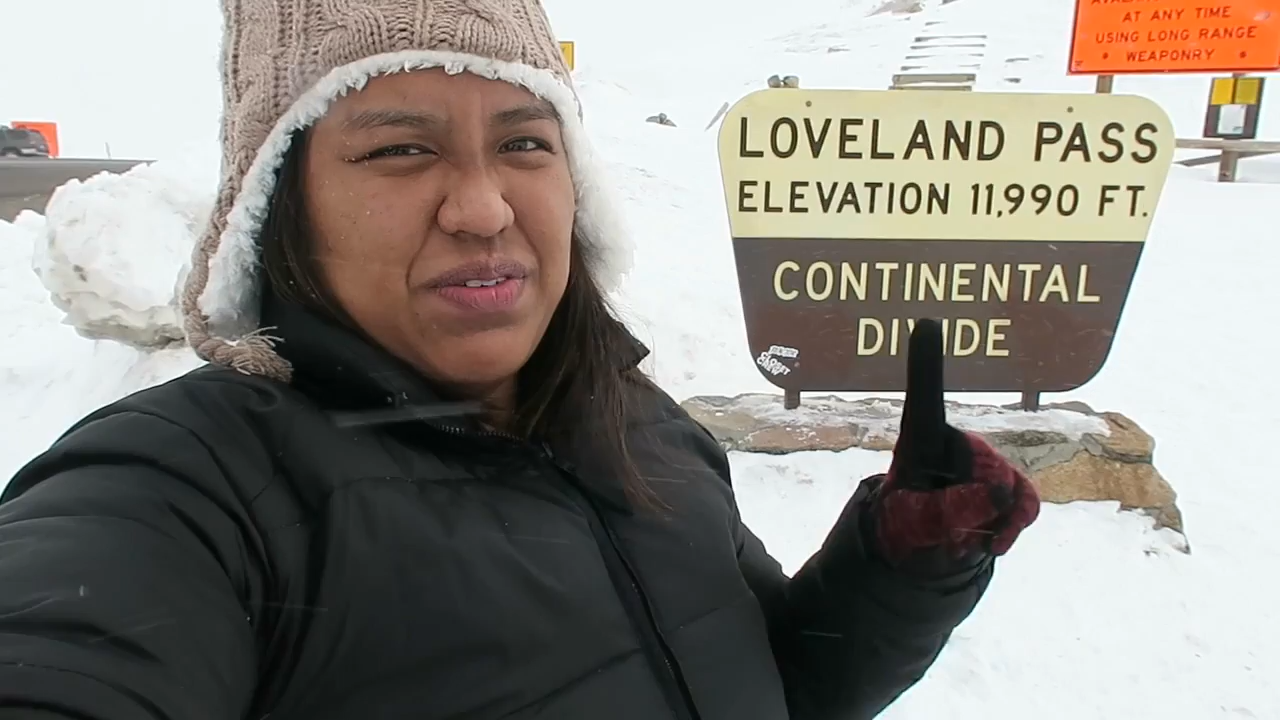 AT ANY TIME
USING LONG RANGE
WEAPONRY
LOVELAND PASS
ELEVATION 11,990 FT.
CONTINENTAL
DIVIDE